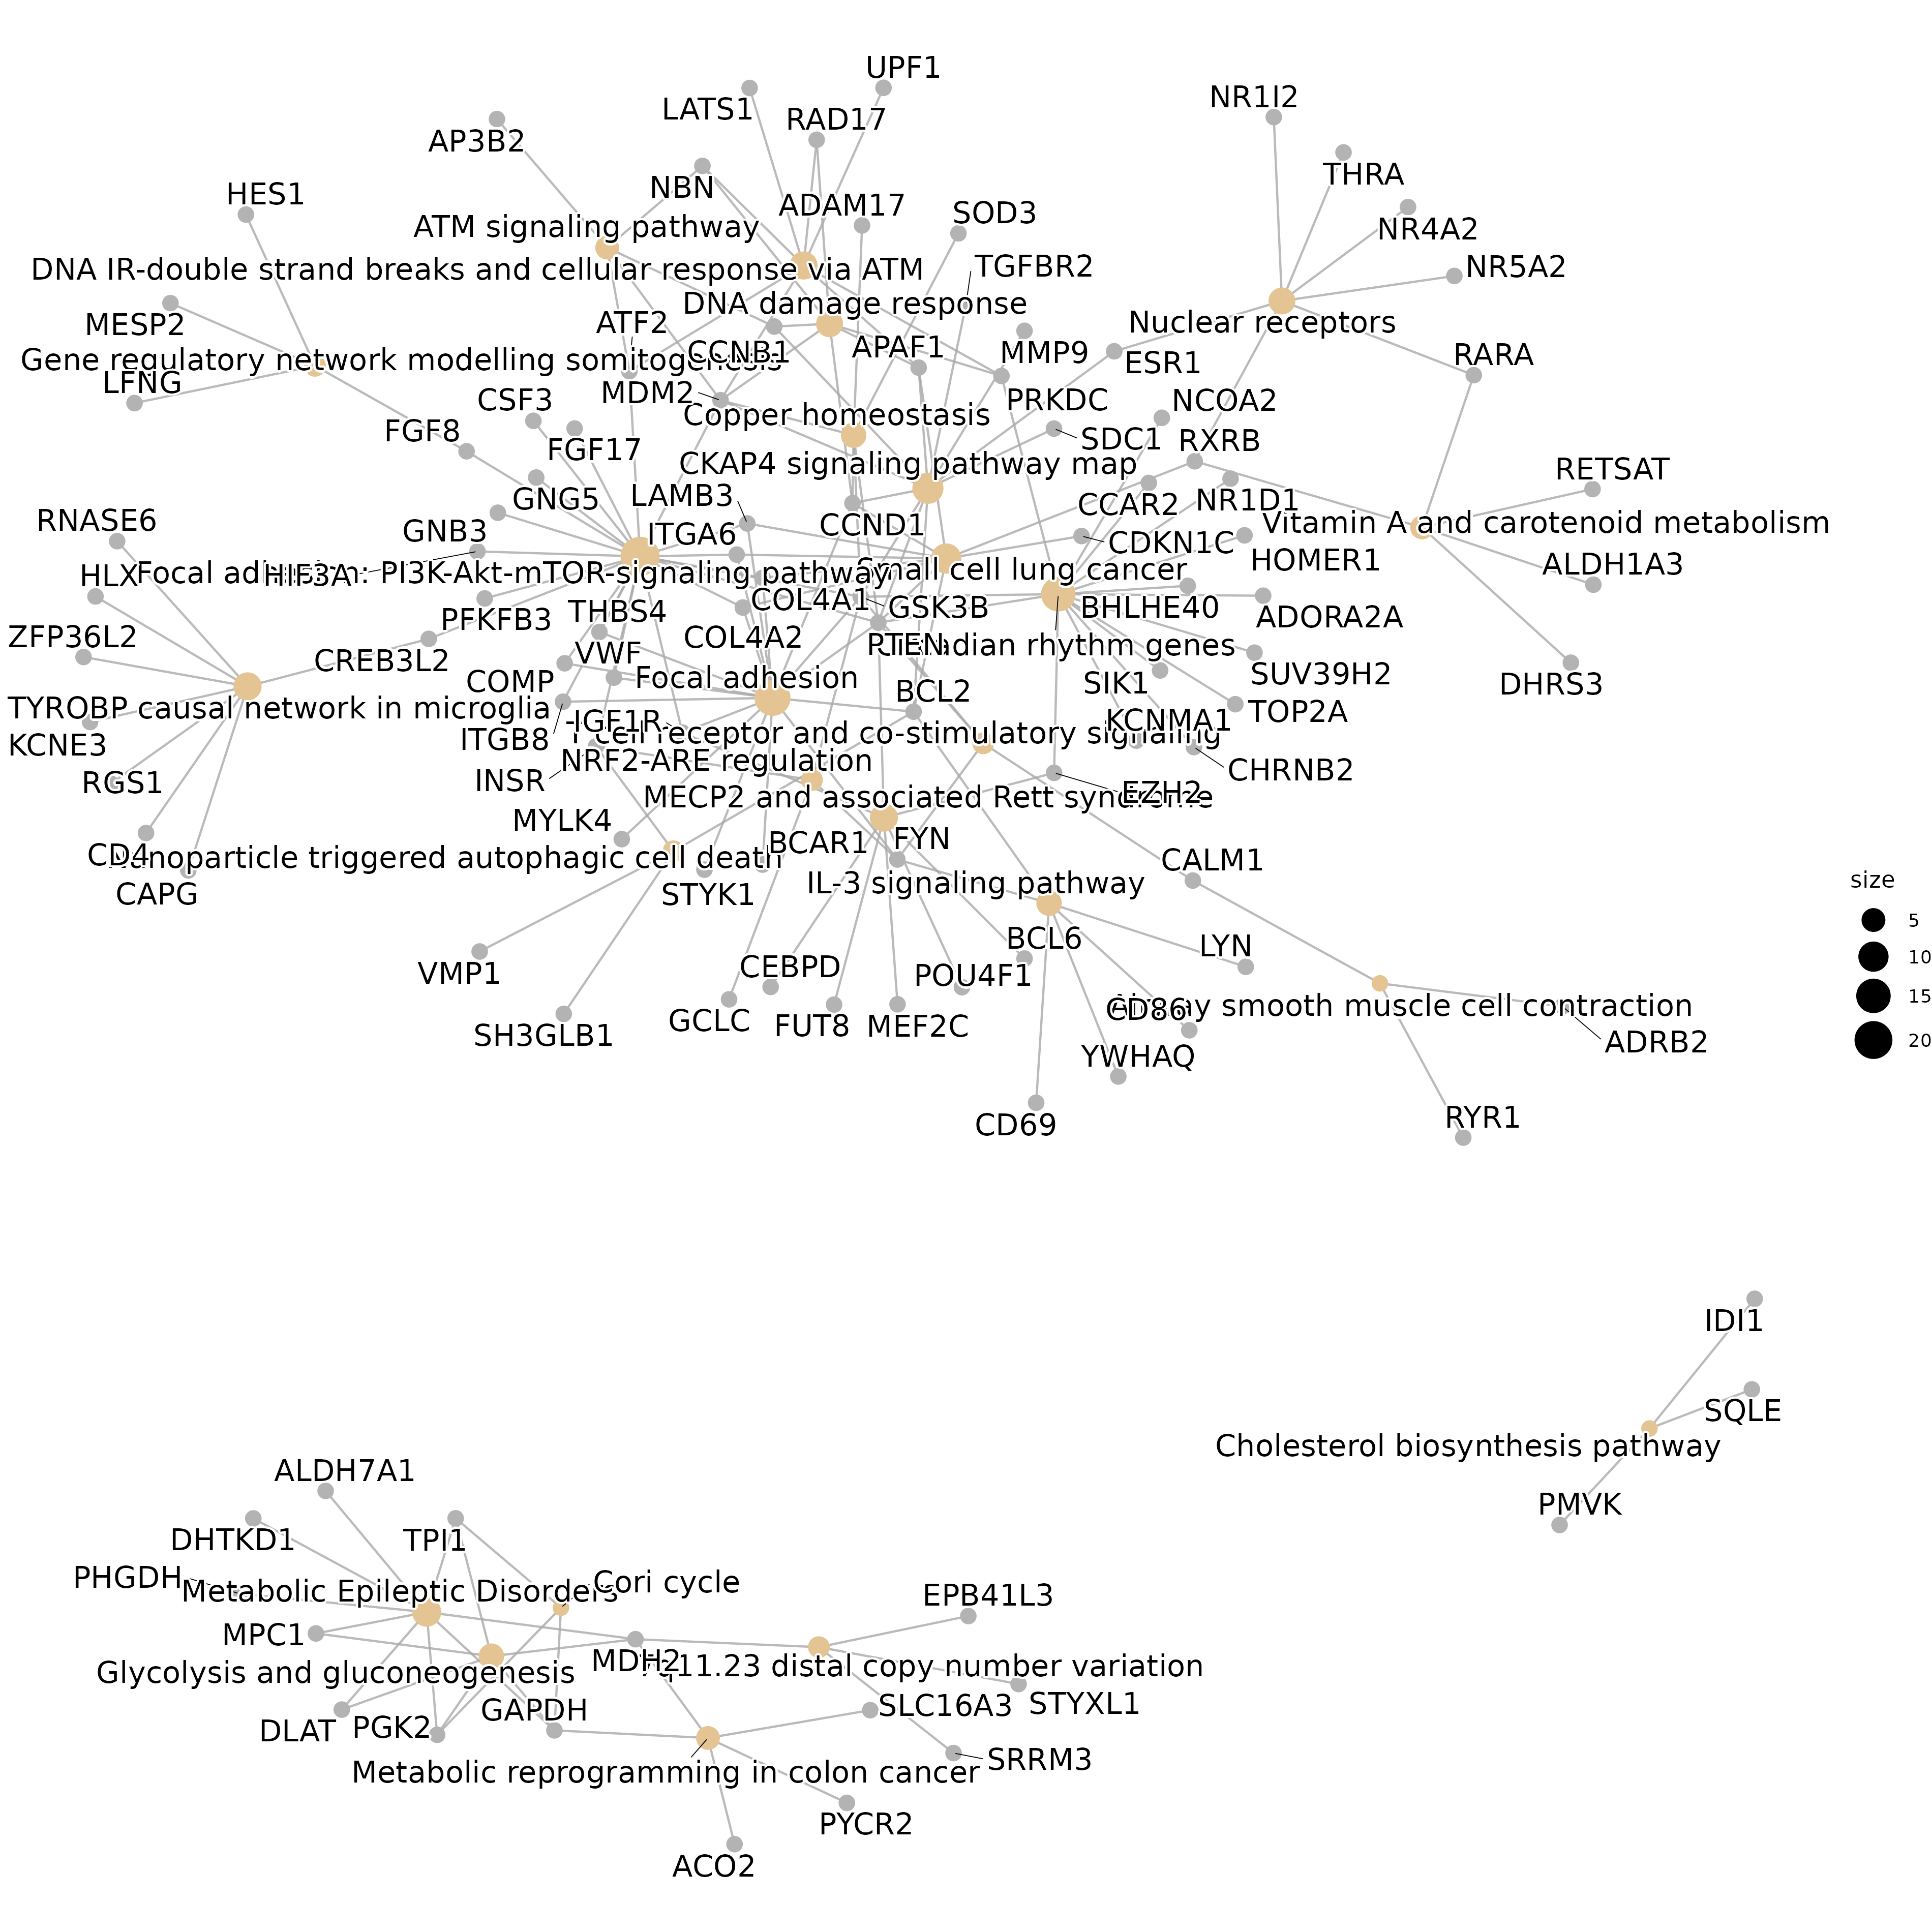 UPF1
NR1I2
LATS1
RAD17
AP3B2
THRA
NBN
HES1
ADAM17
SOD3
ATM signaling pathway
NR4A2
DNA IR-double strand breaks and cellular response via ATM
TGFBR2
NR5A2
DNA damage response
MESP2
ATF2
Nuclear receptors
CCNB1
APAF1
MMP9
RARA
Gene regulatory network modelling somitogenesis
ESR1
LFNG
MDM2
CSF3
PRKDC
NCOA2
Copper homeostasis
FGF8
FGF17
SDC1
RXRB
CKAP4 signaling pathway map
RETSAT
GNG5
LAMB3
CCAR2
NR1D1
RNASE6
GNB3
ITGA6
CCND1
Vitamin A and carotenoid metabolism
CDKN1C
HOMER1
ALDH1A3
HLX
Focal adhesion: PI3K-Akt-mTOR-signaling pathway
HIF3A
Small cell lung cancer
PFKFB3
THBS4
COL4A1
GSK3B
BHLHE40
ADORA2A
ZFP36L2
COL4A2
PTEN
Circadian rhythm genes
CREB3L2
VWF
COMP
Focal adhesion
SIK1
SUV39H2
DHRS3
BCL2
TYROBP causal network in microglia
IGF1R
KCNMA1
TOP2A
KCNE3
ITGB8
T cell receptor and co-stimulatory signaling
INSR
NRF2-ARE regulation
CHRNB2
RGS1
MECP2 and associated Rett syndrome
EZH2
MYLK4
BCAR1
FYN
CD4
Nanoparticle triggered autophagic cell death
CALM1
CAPG
STYK1
IL-3 signaling pathway
BCL6
LYN
VMP1
CEBPD
POU4F1
CD86
Airway smooth muscle cell contraction
SH3GLB1
GCLC
FUT8
MEF2C
YWHAQ
ADRB2
CD69
RYR1
size
5
10
15
20
IDI1
SQLE
Cholesterol biosynthesis pathway
PMVK
ALDH7A1
DHTKD1
TPI1
PHGDH
Metabolic Epileptic Disorders
Cori cycle
EPB41L3
MPC1
Glycolysis and gluconeogenesis
MDH2
7q11.23 distal copy number variation
DLAT
PGK2
GAPDH
SLC16A3
STYXL1
Metabolic reprogramming in colon cancer
SRRM3
PYCR2
ACO2